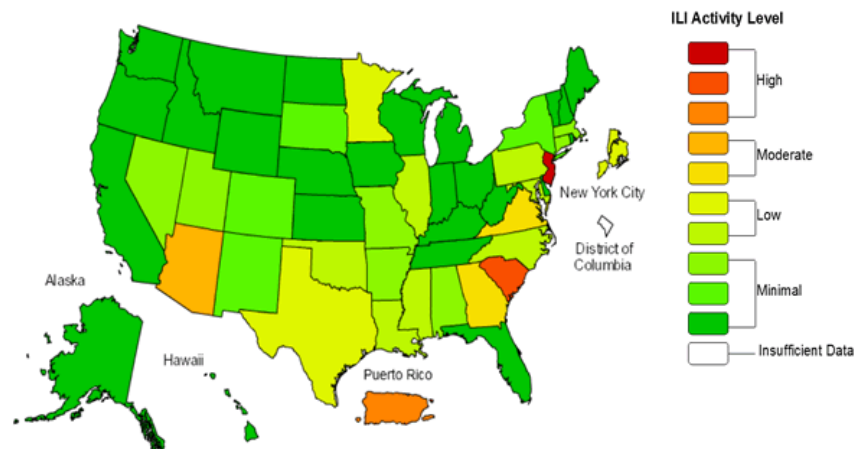 ILI Activity Level
High
Moderate
Low
Minimal
Insufficient Data
New York City
District of
Columbia
Alaska
Hawaii
Puerto Rico